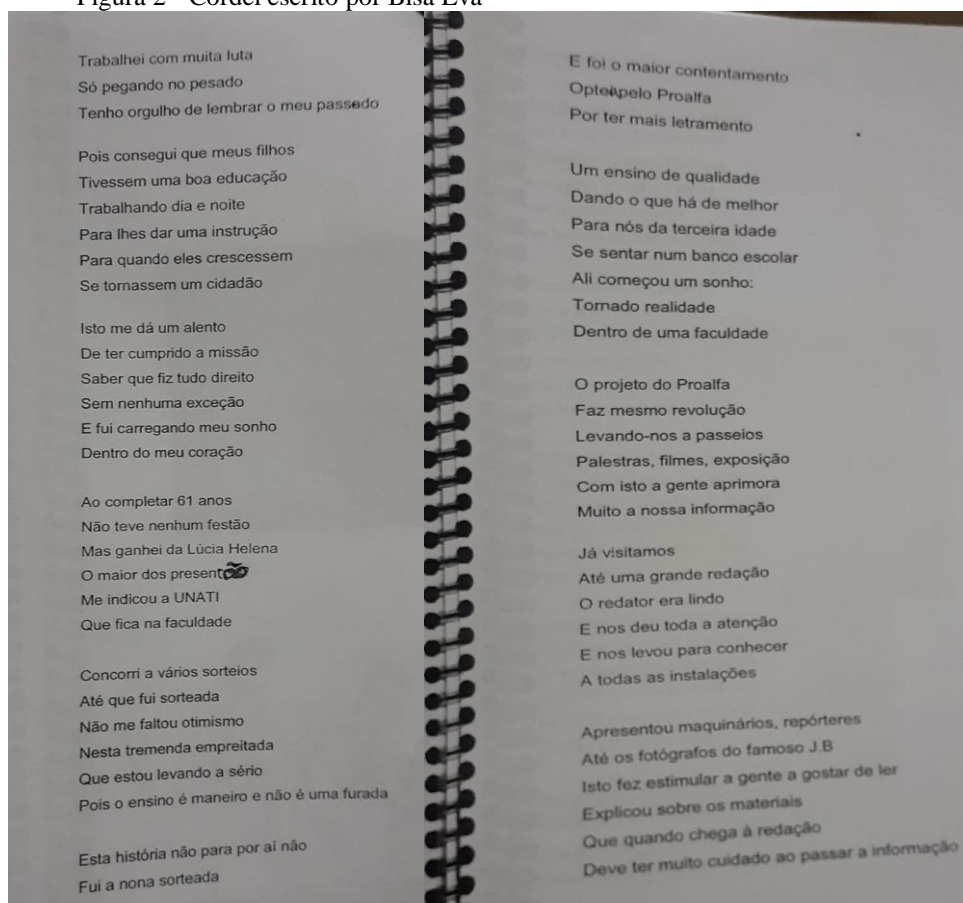 Figura 2 - Cordel escrito por Bisa Eva
Trabalhei com muita luta
Só pegando no pesado
Tenho orgulho de lembrar o meu passado
Pois consegui que meus filhos
Tivessem uma boa educação
Trabalhando dia e noite
Para lhes dar uma instrução
Para quando eles crescessem
Se tornassem um cidadão
Isto me dá um alento
De ter cumprido a missão
Saber que fiz tudo direito
Sem nenhuma exceção
E fui carregando meu sonho
Dentro do meu coração
Ao completar 61 anos
Não teve nenhum festão
Mas ganhei da Lúcia Helena
O maior dos presentão
Me indicou a UNATI
Que fica na faculdade
Concorri a vários sorteios
Até que fui sorteada
Não me faltou otimismo
Nesta tremenda empreitada
Que estou levando a sério
Pois o ensino é maneiro e não é uma furada
Esta história não para por aí não
Fui a nona sorteada
E foi o maior contentamento
Optei pelo Proalfa
Por ter mais letramento
Um ensino de qualidade
Dando o que há de melhor
Para nós da terceira idade
Se sentar num banco escolar
Ali começou um sonho:
Tornado realidade
Dentro de uma faculdade
O projeto do Proalfa
Faz mesmo revolução
Levando-nos a passeios
Palestras, filmes, exposição
Com isto a gente aprimora
Muito a nossa informação
Já visitamos
Até uma grande redação
O redator era lindo
E nos deu toda a atenção
E nos levou para conhecer
A todas as instalações
Apresentou maquinários, repórteres
Até os fotógrafos do famoso J.B
Isto fez estimular a gente a gostar de ler
Explicou sobre os materiais
Que quando chega à redação
Deve ter muito cuidado ao passar a informação